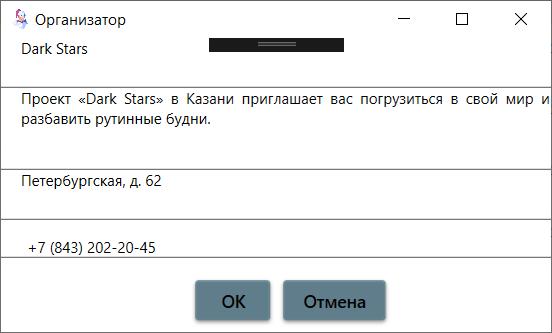 Организатор
Dark Stars
Проект «Dark Stars» в Казани приглашает вас погрузиться в свой мир и
разбавить рутинные будни.
Петербургская, д. 62
+7 (843) 202-20-45
ОК
Отмена